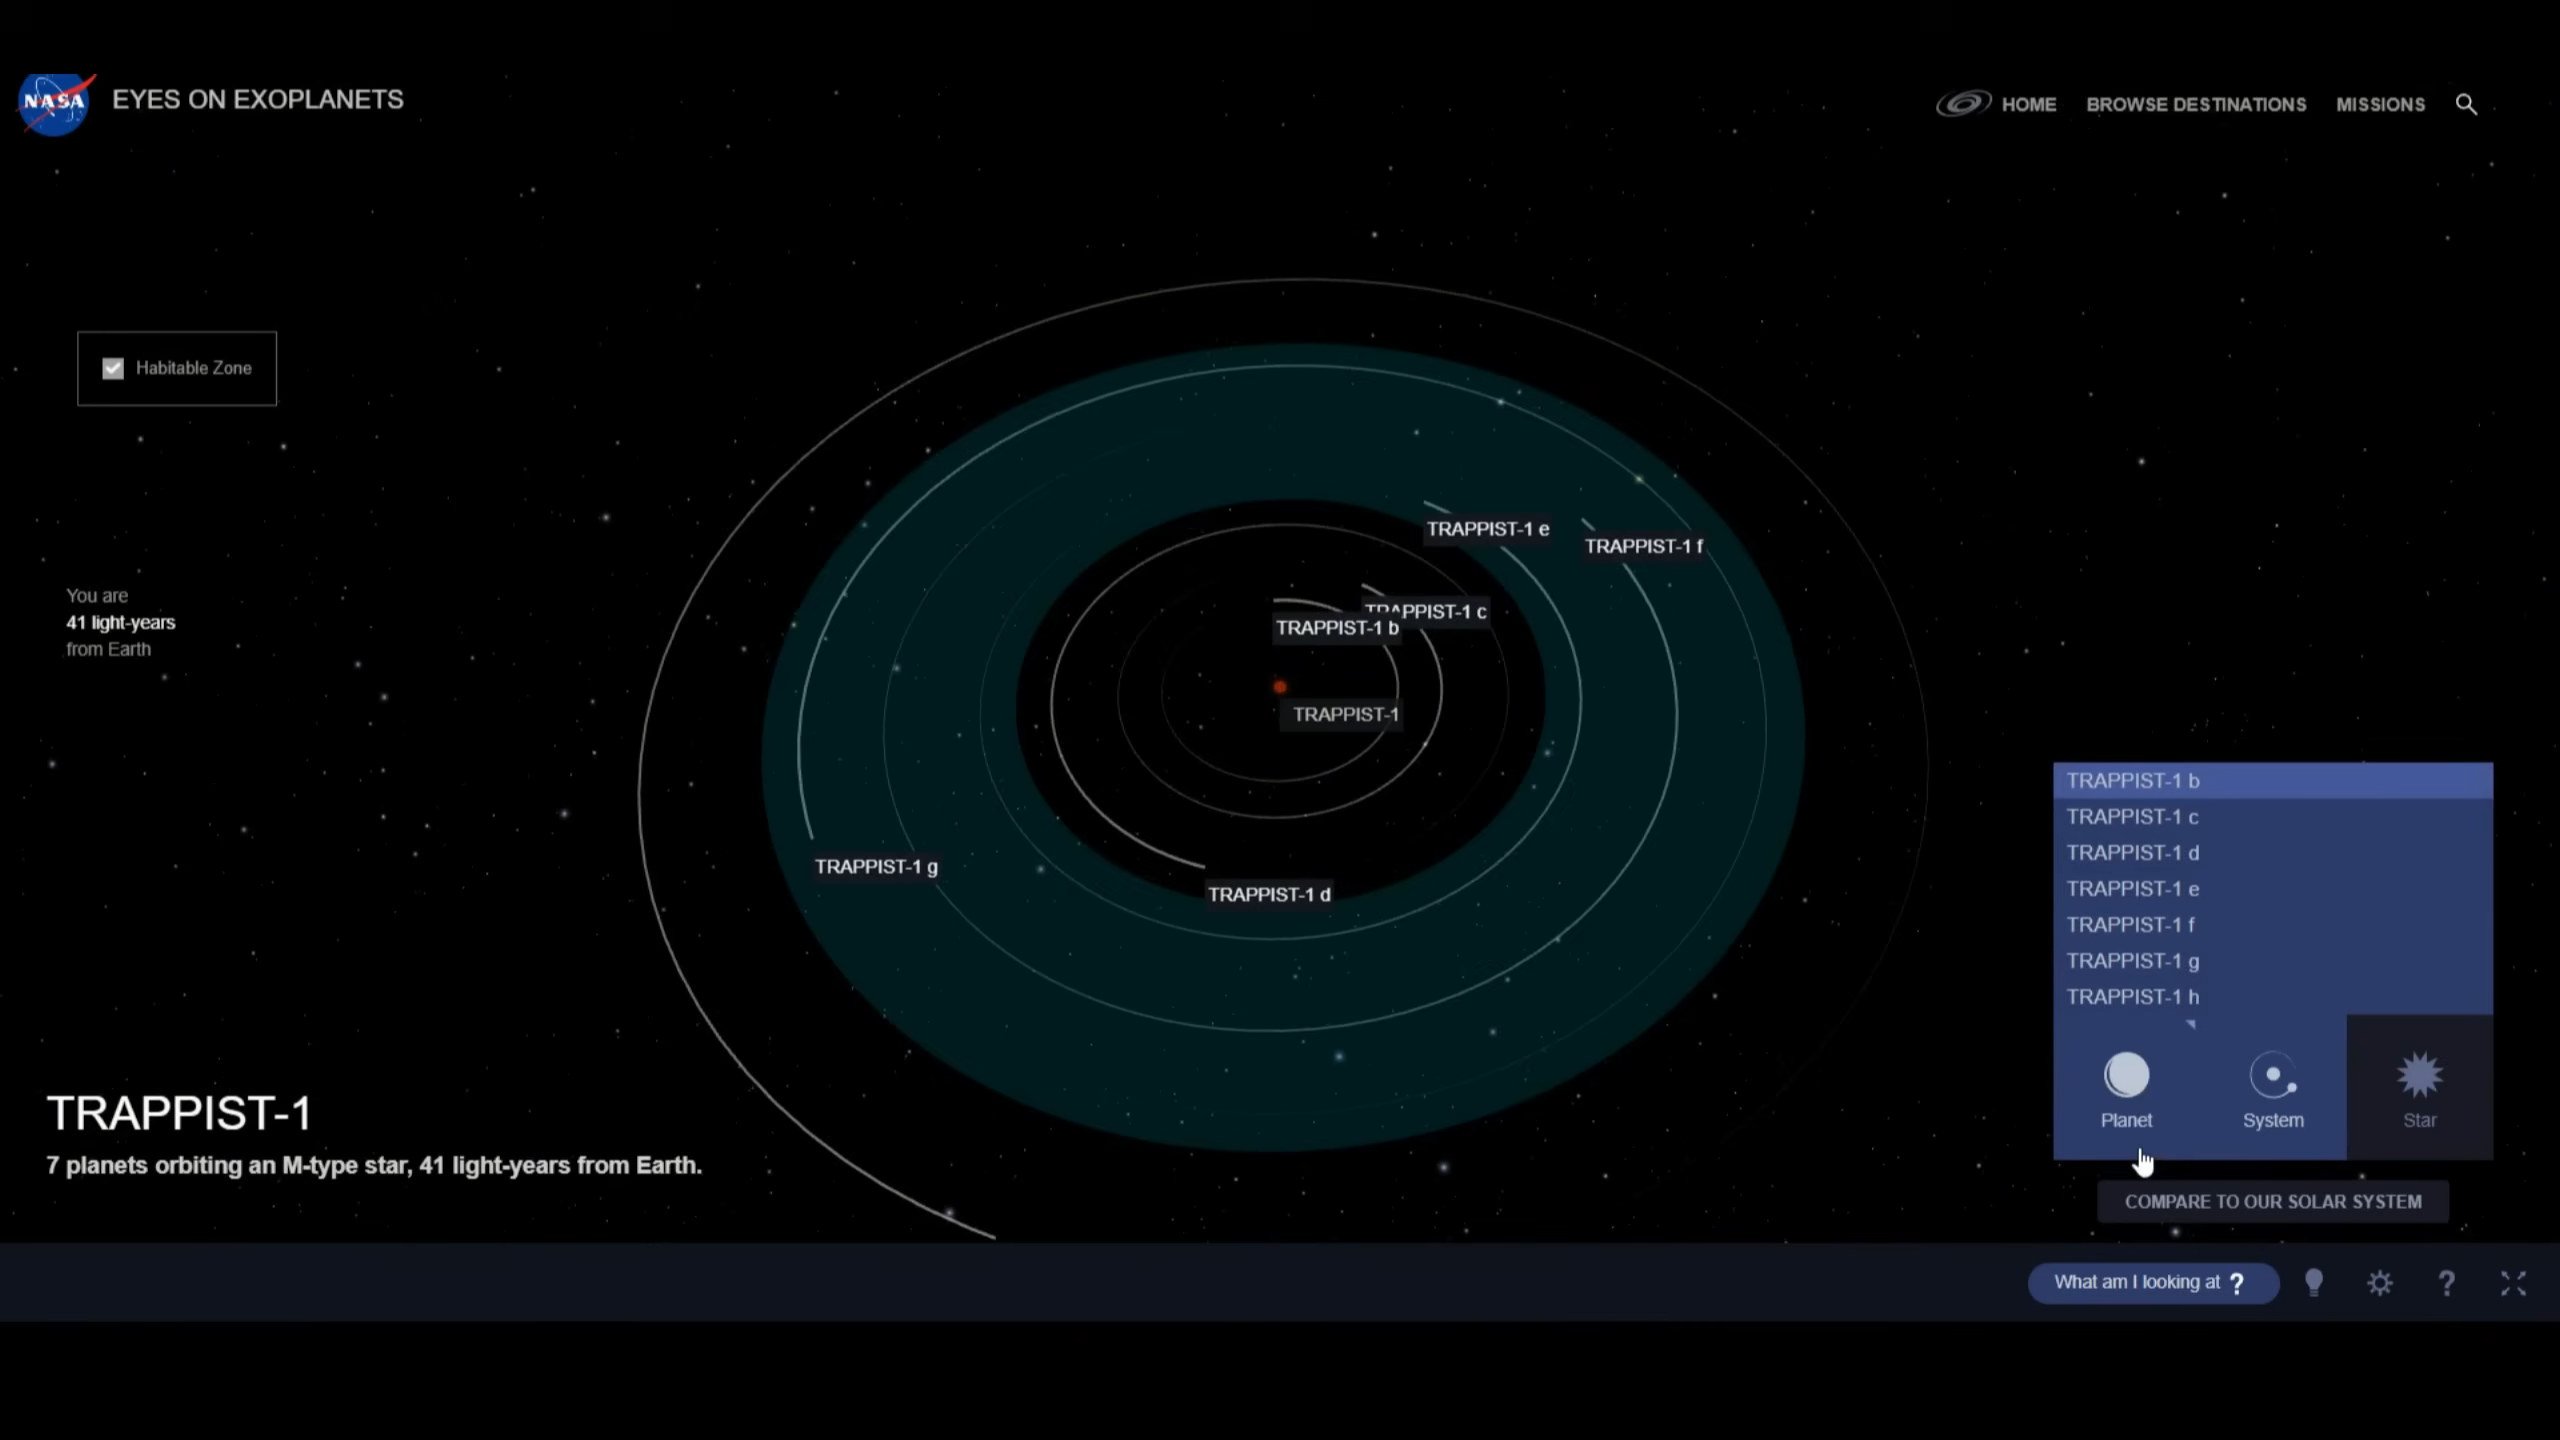 NASA
EYES ON EXOPLANETS
HOME
BROWSE DESTINATIONS
MISSIONS
Habitable Zone
You are
41 light-years
from Earth
TRAPPIST-1 e
TRAPPIST-1 f
TRAPPIST-1 c
TRAPPIST-1 b
TRAPPIST-1
TRAPPIST-1 g
TRAPPIST-1 d
TRAPPIST-1 b
TRAPPIST-1 c
TRAPPIST-1 d
TRAPPIST-1 e
TRAPPIST-1 f
TRAPPIST-1 g
TRAPPIST-1 h
Planet
System
Star
COMPARE TO OUR SOLAR SYSTEM
TRAPPIST-1
7 planets orbiting an M-type star, 41 light-years from Earth.
What am I looking at ?
?